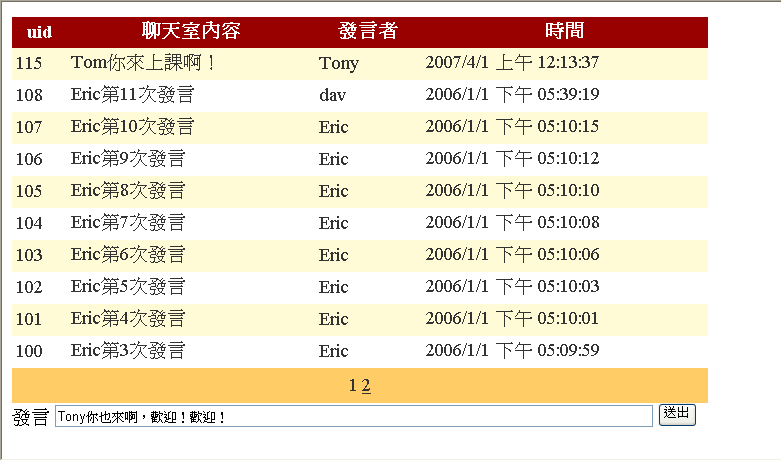 uid 聊天室內容 發言者 時間
115 Tom你來上課啊！ Tony 2007/4/1 上午 12:13:37
108 Eric第11次發言 dav 2006/1/1 下午 05:39:19
107 Eric第10次發言 Eric 2006/1/1 下午 05:10:15
106 Eric第9次發言 Eric 2006/1/1 下午 05:10:12
105 Eric第8次發言 Eric 2006/1/1 下午 05:10:10
104 Eric第7次發言 Eric 2006/1/1 下午 05:10:08
103 Eric第6次發言 Eric 2006/1/1 下午 05:10:06
102 Eric第5次發言 Eric 2006/1/1 下午 05:10:03
101 Eric第4次發言 Eric 2006/1/1 下午 05:10:01
100 Eric第3次發言 Eric 2006/1/1 下午 05:09:59
1 2
發言 Tony你也來啊，歡迎！歡迎！ 送出